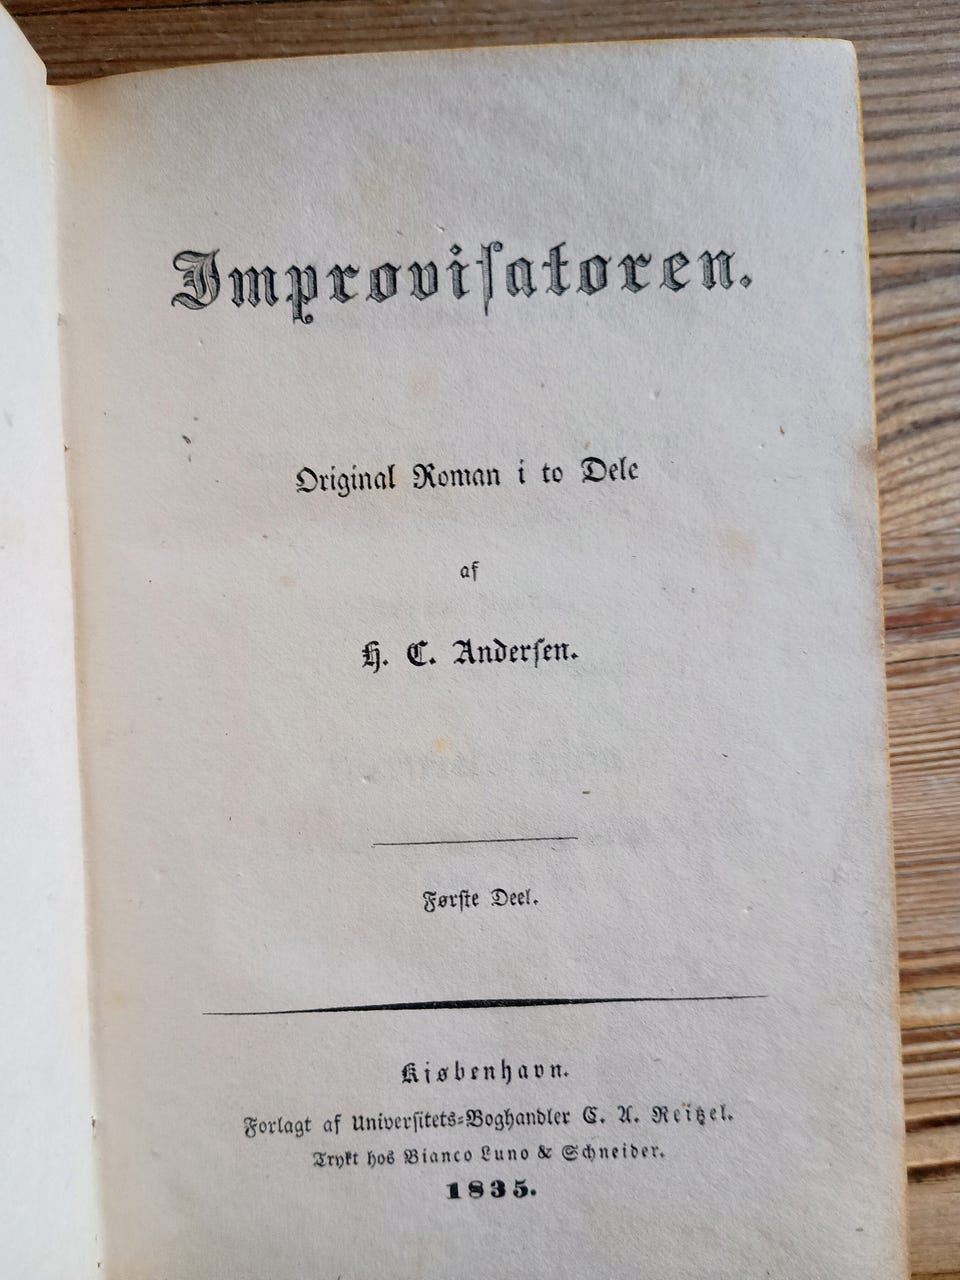 Improvisatoren.
Original Roman i to Dele
af
H. C. Andersen.
Første Deel.
Kiøbenhavn.
Forlagt af Universitets-Boghandler C. A. Reitzel.
Trykt hos Bianco Luno & Schneider.
1835.